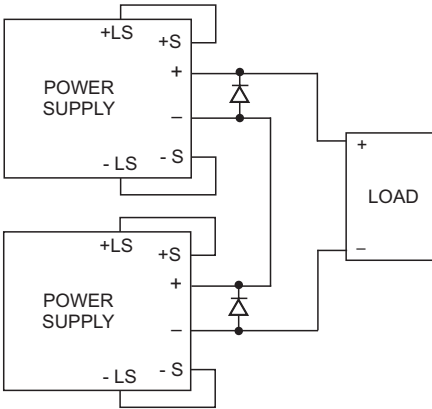 +LS
+S
+
POWER
SUPPLY
–
- LS
- S
+
LOAD
–
+LS
+S
+
POWER
SUPPLY
–
- LS
- S